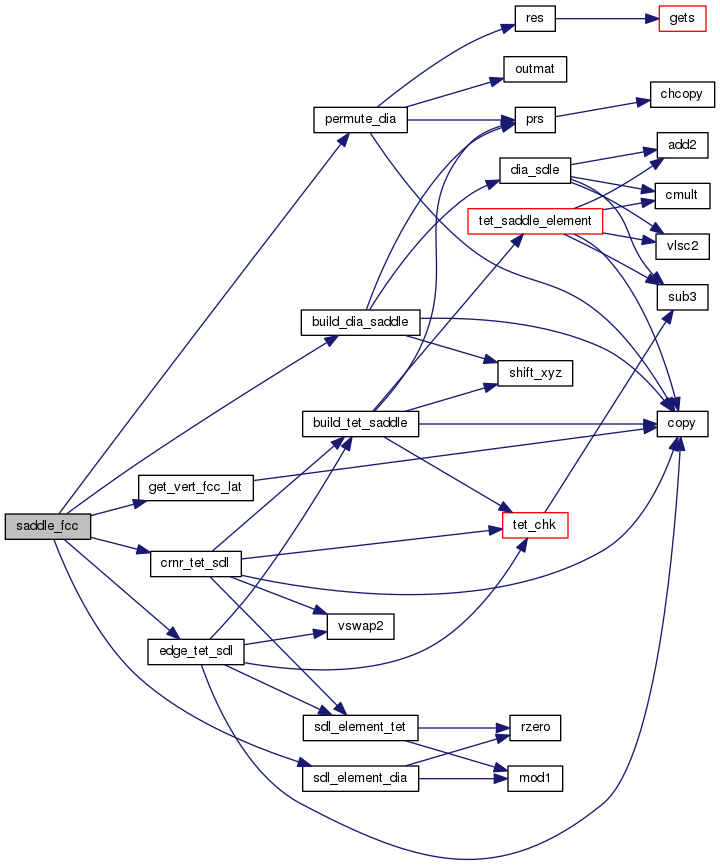 res
gets
outmat
chcopy
permute_dia
prs
add2
dia_sdle
cmult
tet_saddle_element
vlsc2
sub3
build_dia_saddle
shift_xyz
build_tet_saddle
copy
get_vert_fcc_lat
saddle_fcc
tet_chk
crnr_tet_sdl
vswap2
edge_tet_sdl
sdl_element_tet
rzero
sdl_element_dia
mod1